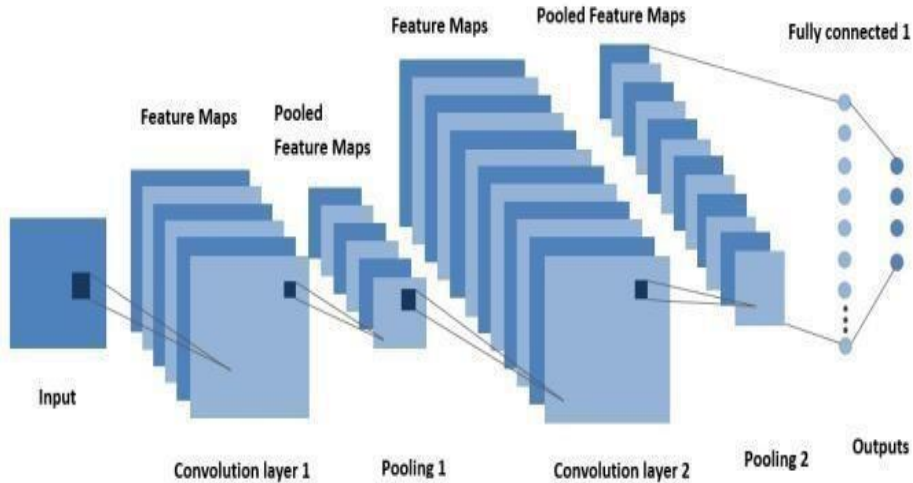 Feature Maps
Pooled Feature Maps
Fully connected 1
Feature Maps
Pooled
Feature Maps
Input
Convolution layer 1
Pooling 1
Convolution layer 2
Pooling 2
Outputs